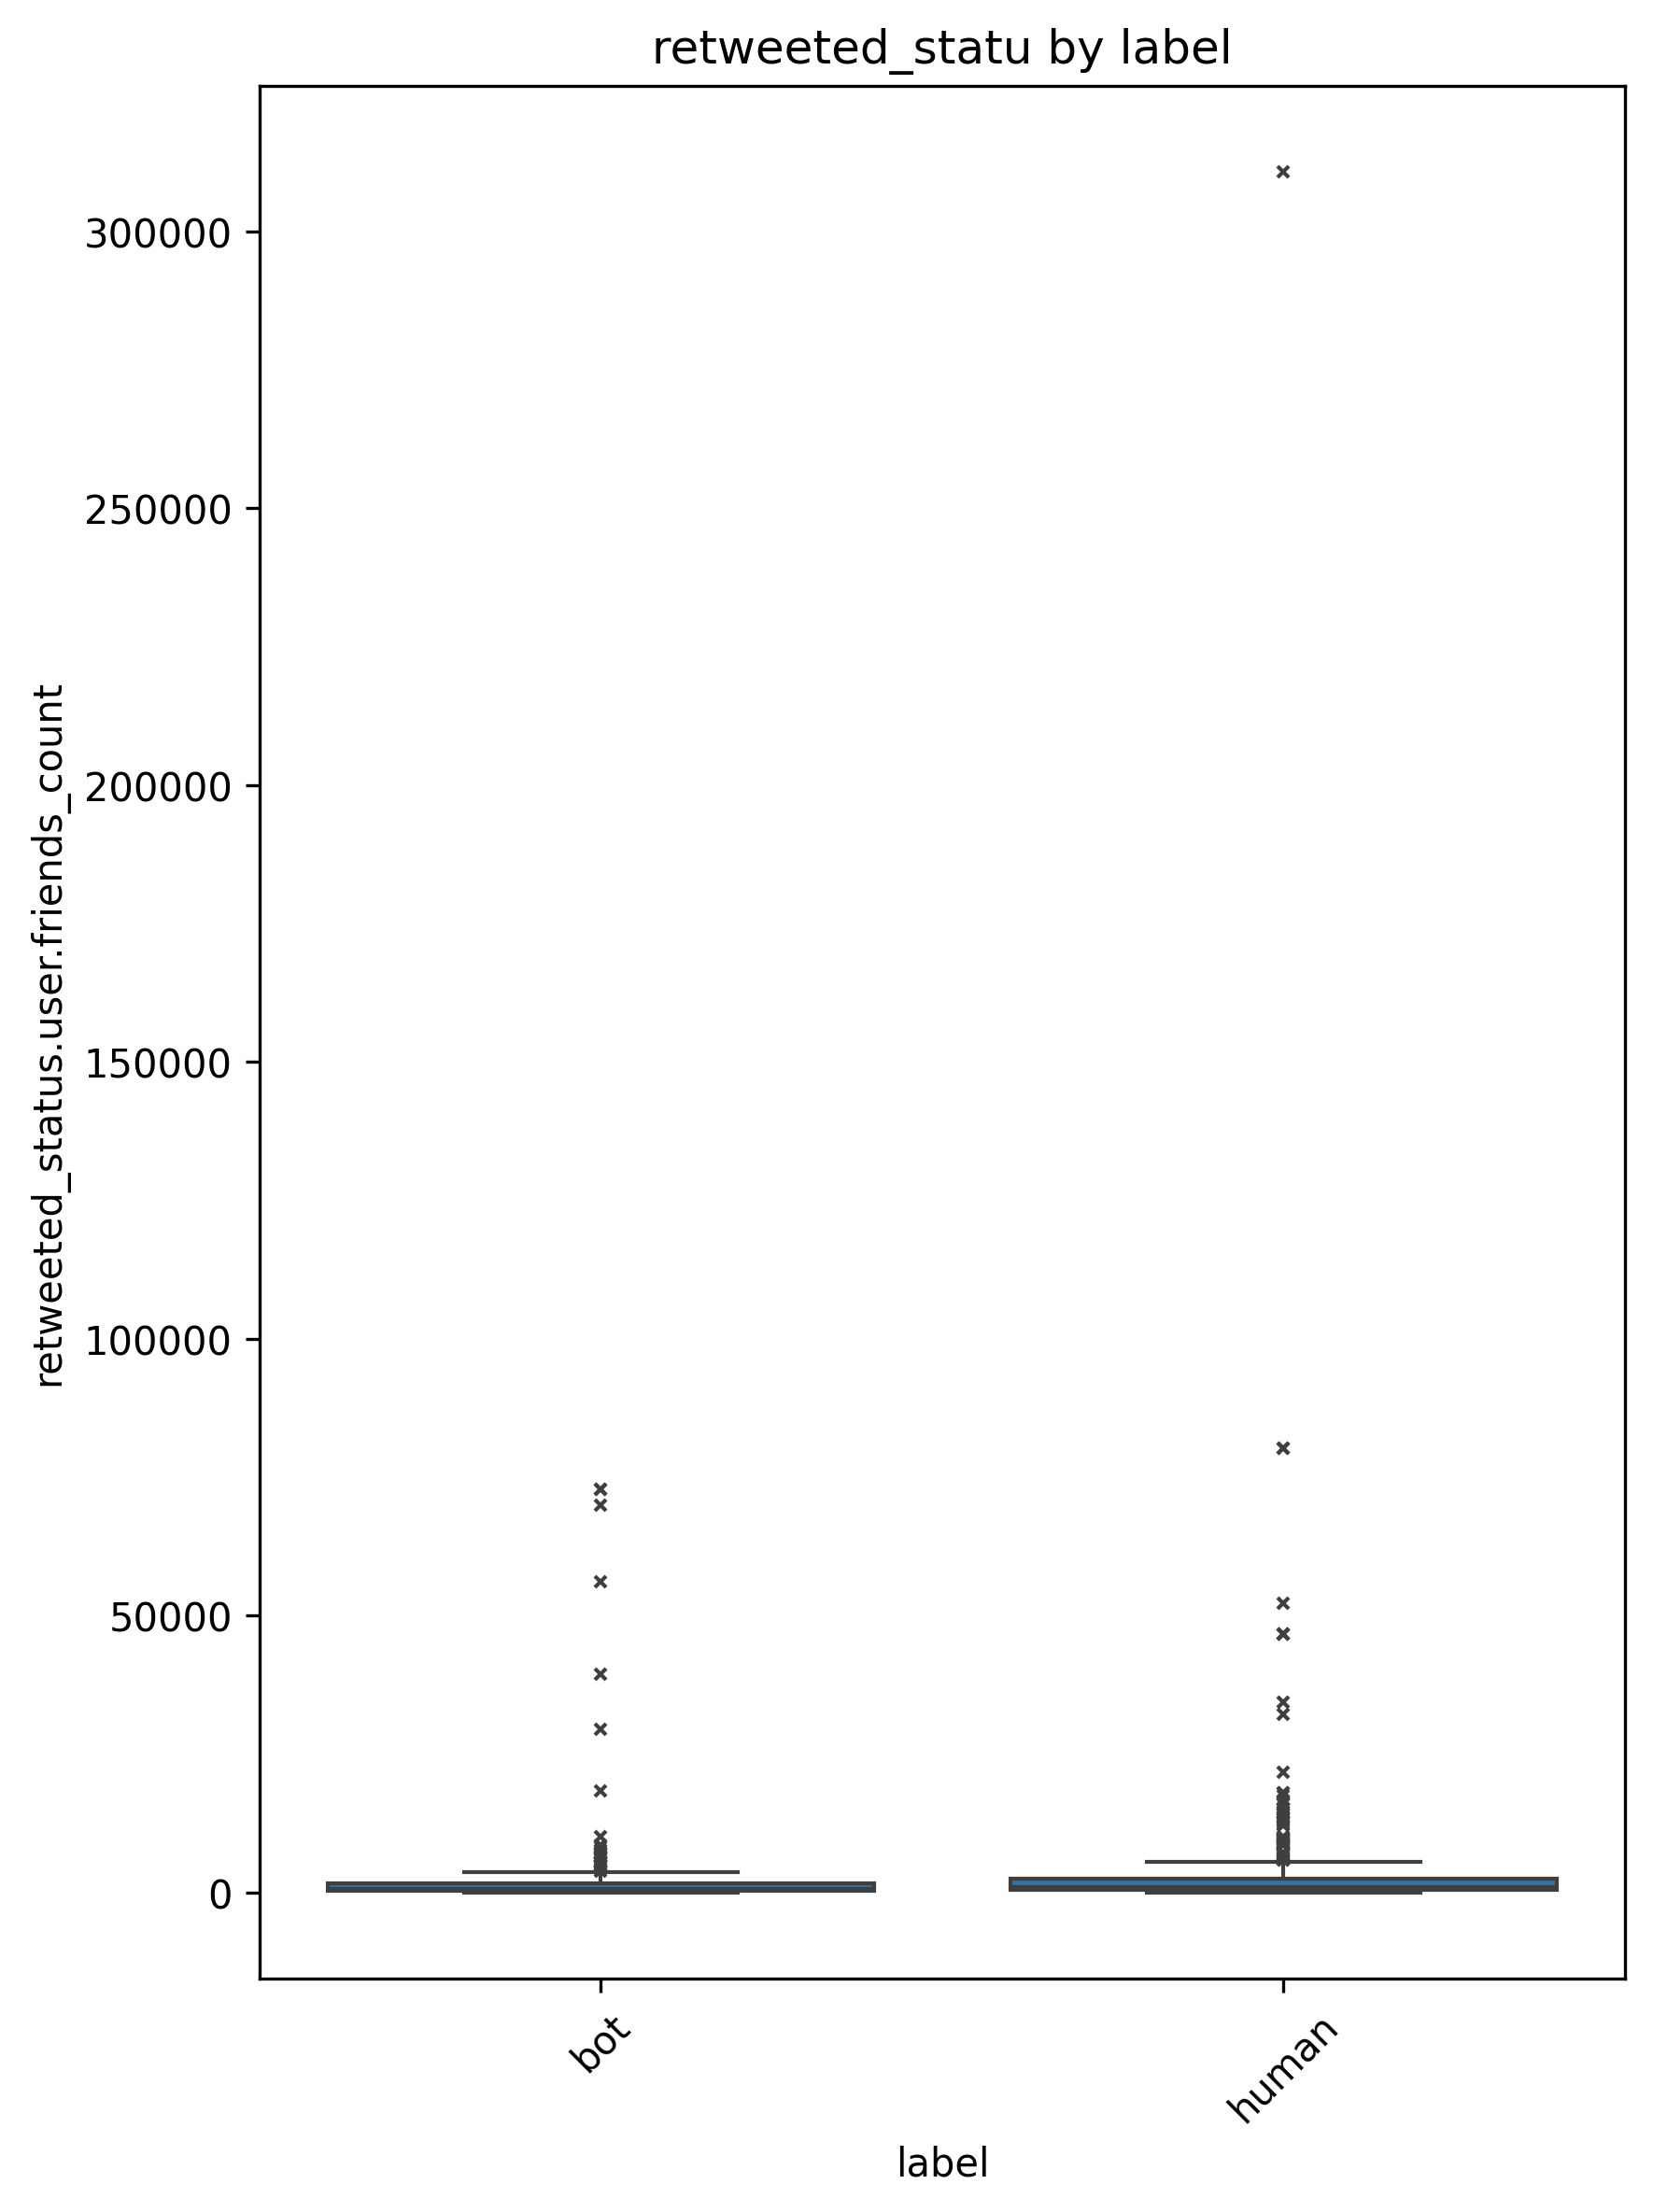 retweeted_statu by label
retweeted_status.user.friends_count
300000
250000
200000
150000
100000
50000
0
bot
human
label